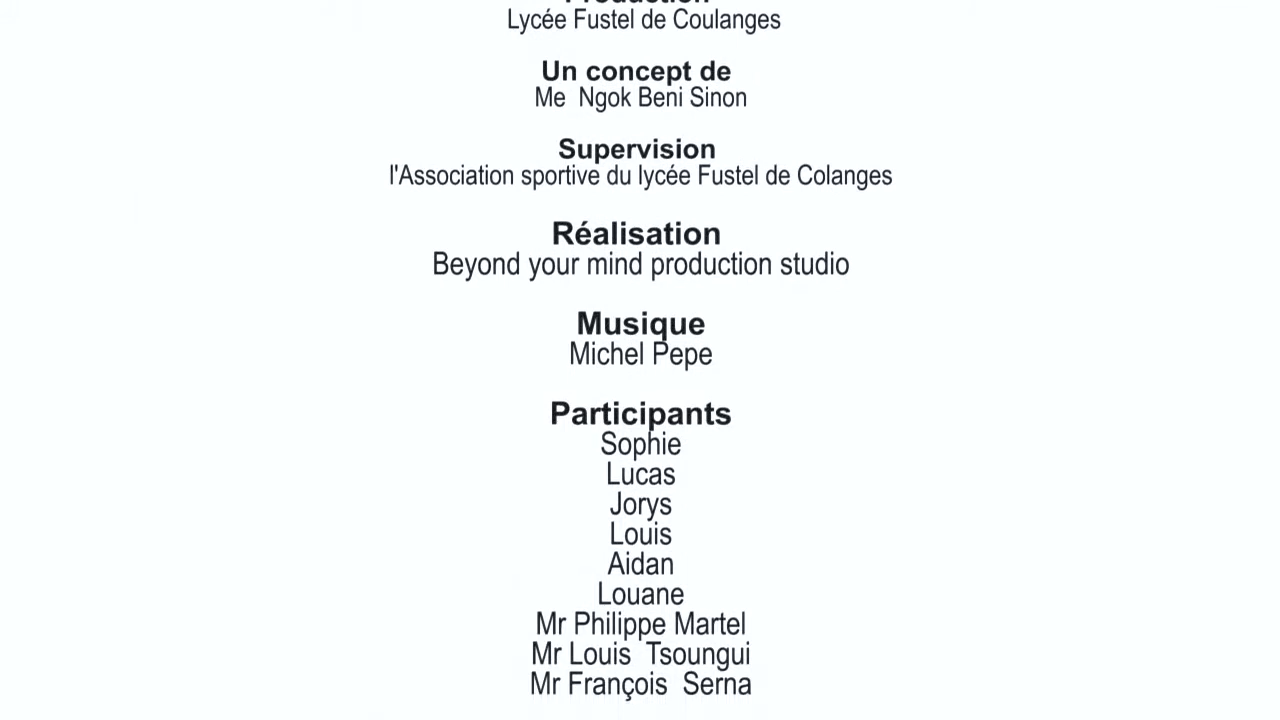 Production
Lycée Fustel de Coulanges
Un concept de
Me Ngok Beni Sinon
Supervision
l'Association sportive du lycée Fustel de Colanges
Réalisation
Beyond your mind production studio
Musique
Michel Pepe
Participants
Sophie
Lucas
Jorys
Louis
Aidan
Louane
Mr Philippe Martel
Mr Louis Tsoungui
Mr François Serna